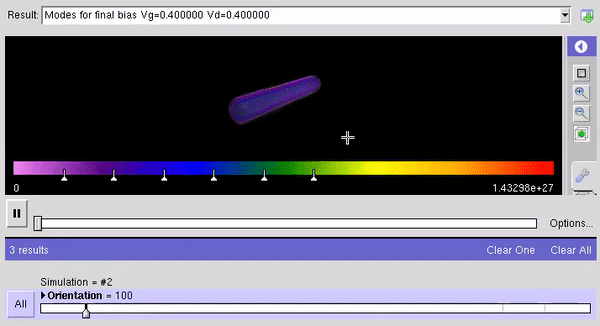 Result: Modes for final bias Vg=0.400000 Vd=0.400000
0 1.43298e+27
Options...
3 results Clear One Clear All
Simulation = #2
All Orientation = 100